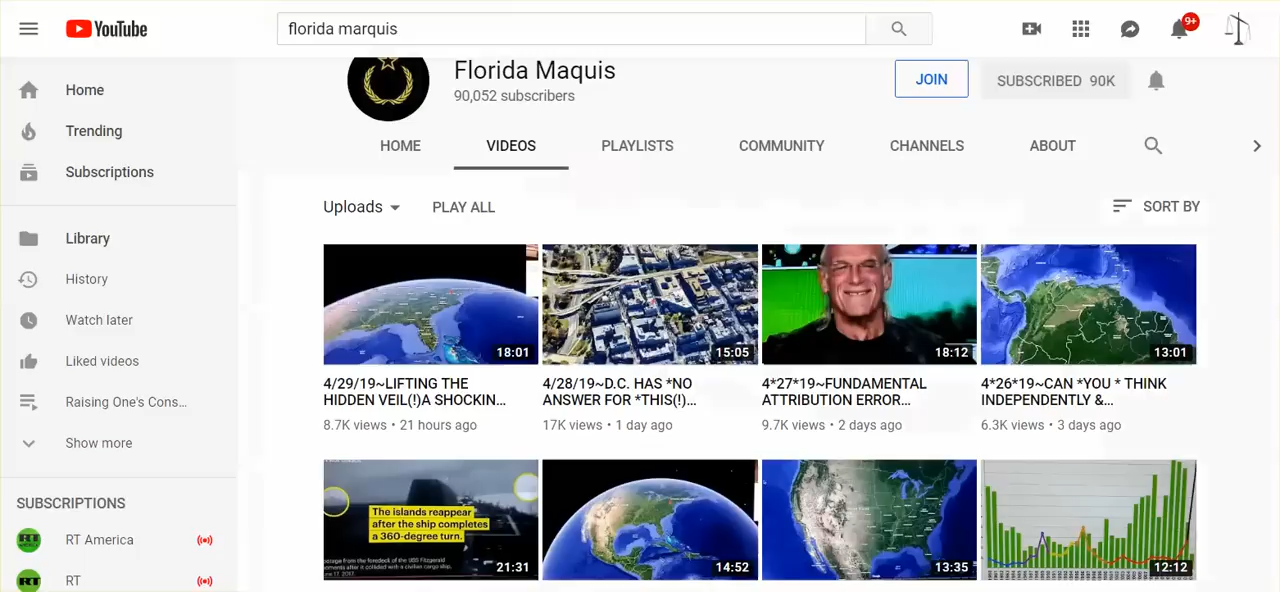 YouTube
florida marquis
9+
Home
Trending
Subscriptions
Library
History
Watch later
Liked videos
Raising One's Cons...
Show more
SUBSCRIPTIONS
RT America
RT
Florida Maquis
90,052 subscribers
JOIN
SUBSCRIBED 90K
HOME
VIDEOS
PLAYLISTS
COMMUNITY
CHANNELS
ABOUT
Uploads
PLAY ALL
SORT BY
18:01
15:05
18:12
13:01
4/29/19~LIFTING THE
HIDDEN VEIL(!)A SHOCKIN...
8.7K views • 21 hours ago
4/28/19~D.C. HAS *NO
ANSWER FOR *THIS(!)...
17K views • 1 day ago
4*27*19~FUNDAMENTAL
ATTRIBUTION ERROR...
9.7K views • 2 days ago
4*26*19~CAN *YOU * THINK
INDEPENDENTLY &...
6.3K views • 3 days ago
The islands reappear
after the ship completes
a 360-degree turn.
21:31
14:52
13:35
12:12